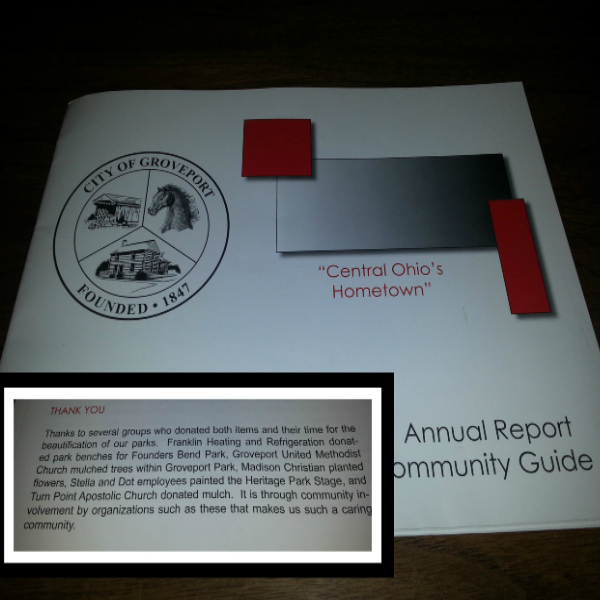 CITY OF GROVEPORT
FOUNDED • 1847
"Central Ohio's
Hometown"
Annual Report
ommunity Guide
THANK YOU
Thanks to several groups who donated both items and their time for the
beautification of our parks. Franklin Heating and Refrigeration donat-
ed park benches for Founders Bend Park, Groveport United Methodist
Church mulched trees within Groveport Park, Madison Christian planted
flowers, Stella and Dot employees painted the Heritage Park Stage, and
Turn Point Apostolic Church donated mulch. It is through community in-
volvement by organizations such as these that makes us such a caring
community.